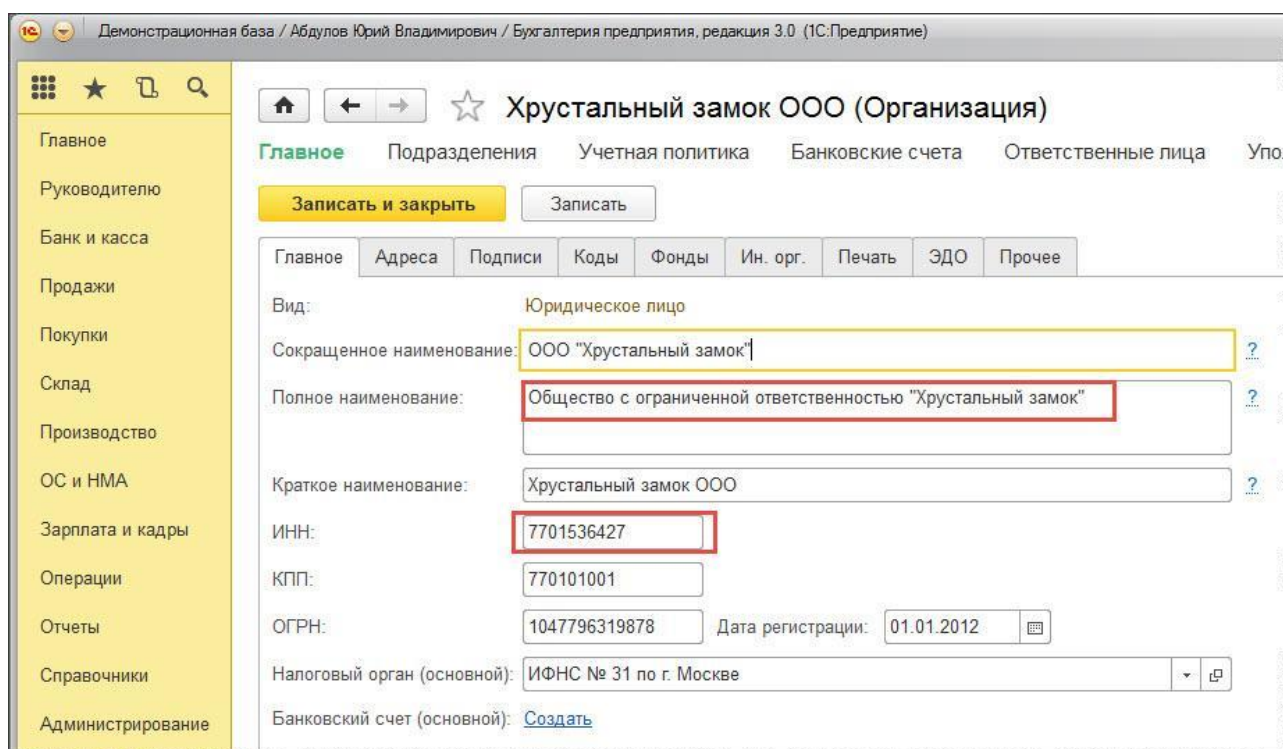 1С Демонстрационная база / Абдулов Юрий Владимирович / Бухгалтерия предприятия, редакция 3.0 (1С:Предприятие)
Хрустальный замок ООО (Организация)
Главное Подразделения Учетная политика Банковские счета Ответственные лица Упо
Записать и закрыть Записать
Главное Адреса Подписи Коды Фонды Ин. орг. Печать ЭДО Прочее
Вид: Юридическое лицо
Сокращенное наименование: ООО "Хрустальный замок" ?
Полное наименование: Общество с ограниченной ответственностью "Хрустальный замок" ?
Краткое наименование: Хрустальный замок ООО ?
ИНН: 7701536427
КПП: 770101001
ОГРН: 1047796319878 Дата регистрации: 01.01.2012
Налоговый орган (основной): ИФНС № 31 по г. Москве
Банковский счет (основной): Создать
Главное
Руководителю
Банк и касса
Продажи
Покупки
Склад
Производство
ОС и НМА
Зарплата и кадры
Операции
Отчеты
Справочники
Администрирование